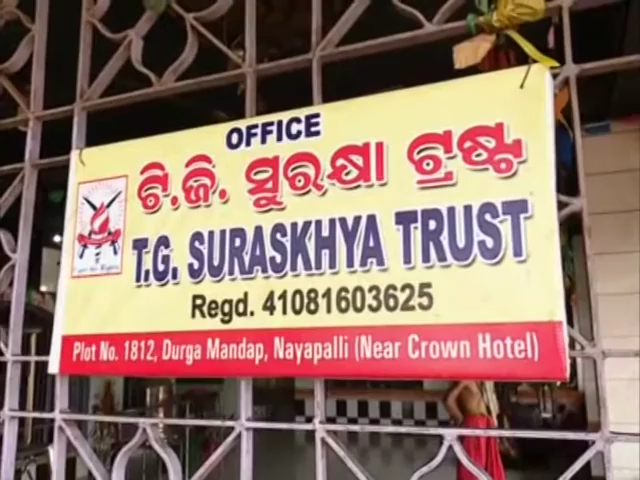 OFFICE
ଟି.ଜି. ସୁରକ୍ଷା ଟ୍ରଷ୍ଟ
T.G. SURASKHYA TRUST
Regd. 41081603625
Plot No. 1812, Durga Mandap, Nayapalli (Near Crown Hotel)